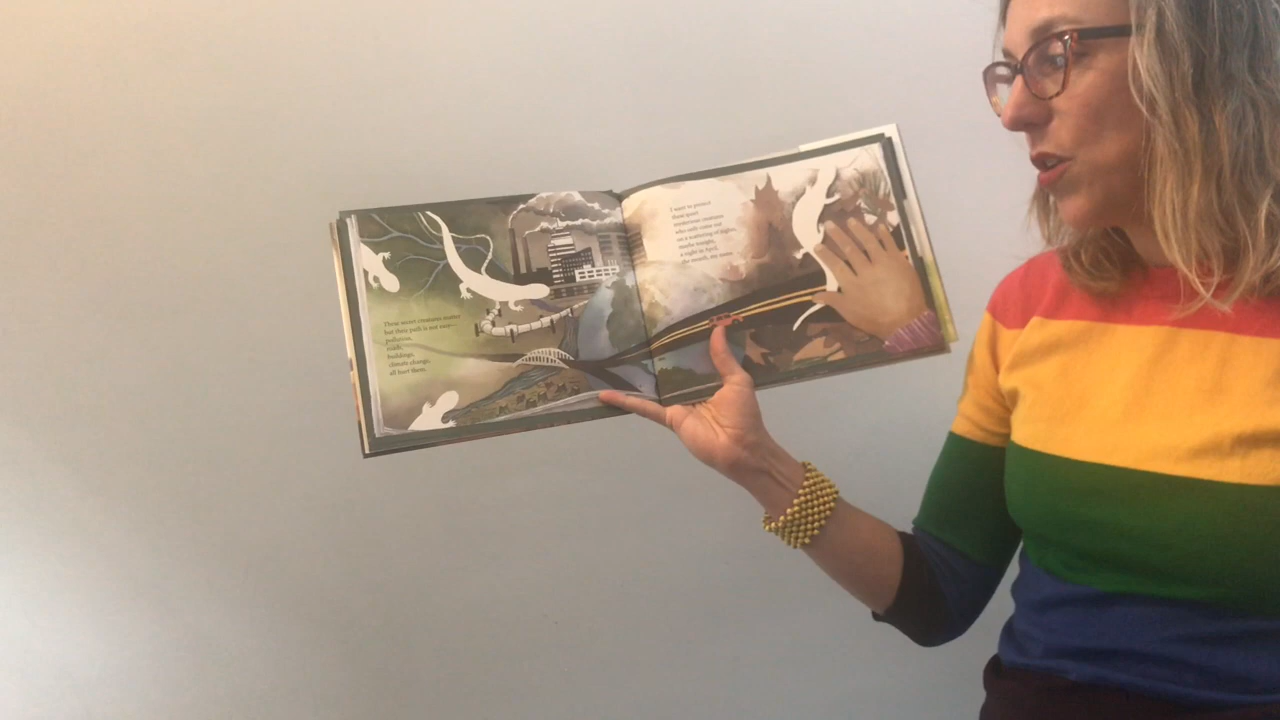 These secret creatures matter
but their path is not easy—
pollution,
roads,
buildings,
climate change,
all hurt them.
I want to protect
these quiet
mysterious creatures
who only come out
on a scattering of nights,
maybe tonight,
a night in April,
the month, my name.